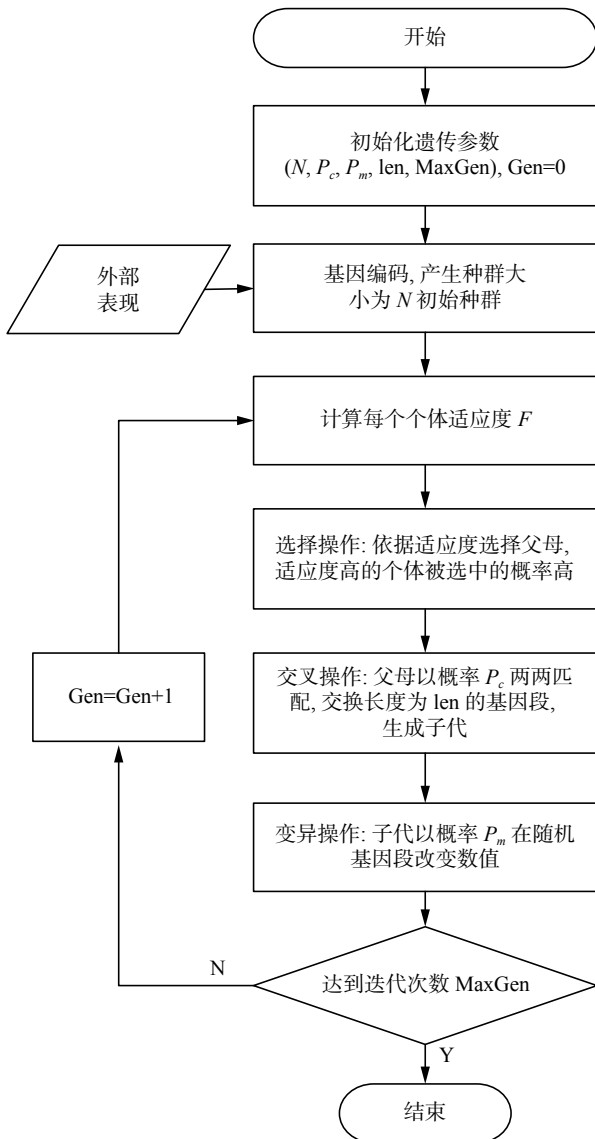 开始
初始化遗传参数
(N, Pc, Pm, len, MaxGen), Gen=0
外部
表现
基因编码, 产生种群大
小为 N 初始种群
计算每个个体适应度 F
选择操作: 依据适应度选择父母,
适应度高的个体被选中的概率高
交叉操作: 父母以概率 Pc 两两匹
配, 交换长度为 len 的基因段,
生成子代
Gen=Gen+1
变异操作: 子代以概率 Pm 在随机
基因段改变数值
N
达到迭代次数 MaxGen
Y
结束